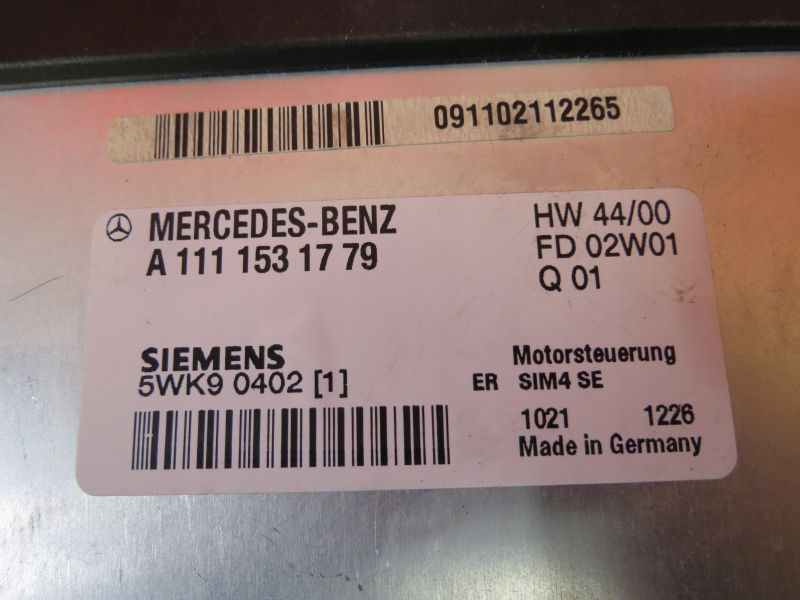 091102112265
MERCEDES-BENZ
A 111 153 17 79
HW 44/00
FD 02W01
Q 01
SIEMENS
5WK9 0402 [1]
Motorsteuerung
ER SIM4 SE
1021 1226
Made in Germany